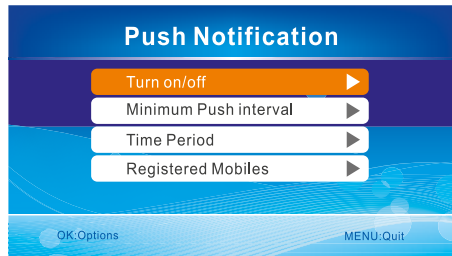 Push Notification
Turn on/off
Minimum Push interval
Time Period
Registered Mobiles
OK:Options MENU:Quit